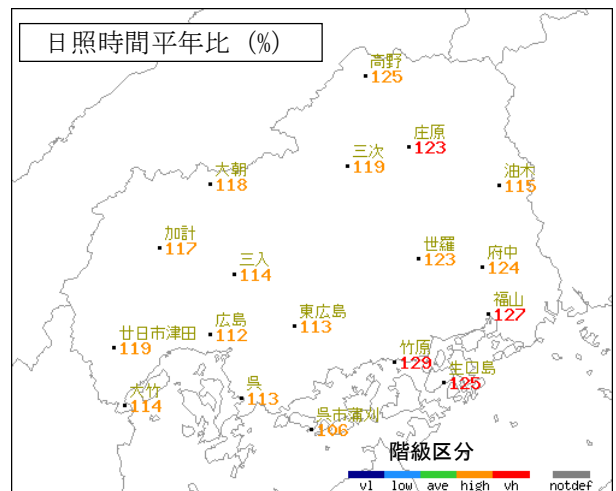 日照時間平年比 (%)
高野
125
庄原
123
三次
119
大朝
118
油木
115
加計
117
三入
114
世羅
123
府中
124
福山
127
東広島
113
広島
112
廿日市津田
119
竹原
129
生口島
125
大竹
114
呉
113
呉市蒲刈
106
階級区分
vl low ave high vh notdef